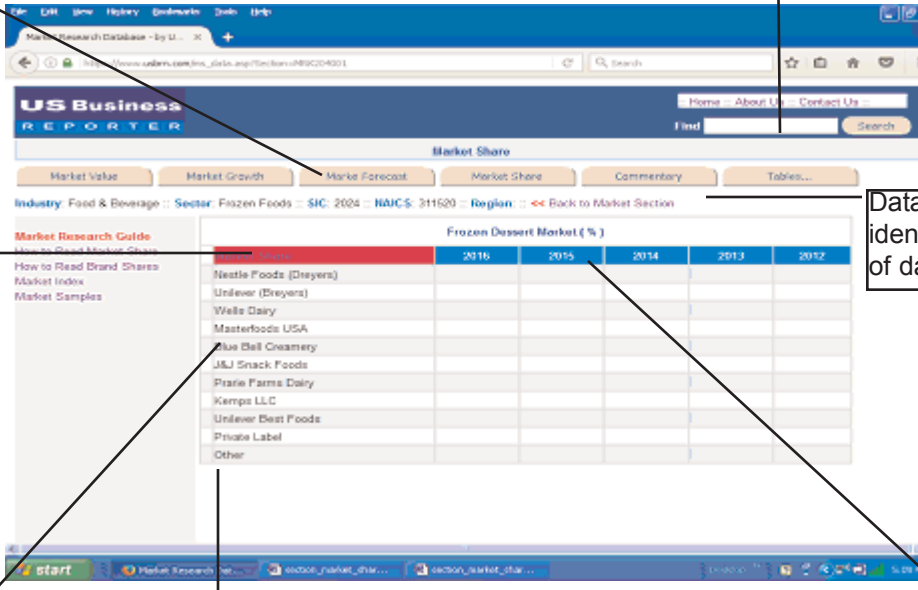 File Edit View History Bookmarks Tools Help
Market Research Database - by U...
Search
US Business
REPORTER
Home :: About Us :: Contact Us ::
Find Search
Market Share
Market Value Market Growth Marke Forecast Market Share Commentary Tables...
Industry: Food & Beverage :: Sector: Frozen Foods :: SIC: 2024 :: NAICS: 311520 :: Region: :: << Back to Market Section
Data
iden
of da
Market Research Guide
How to Read Market Share
How to Read Brand Shares
Market Index
Market Samples
Frozen Dessert Market ( % )
2016 2015 2014 2013 2012
Nestle Foods (Dreyers)
Unilever (Breyers)
Wells Dairy
Masterfoods USA
Blue Bell Creamery
J&J Snack Foods
Prarie Farms Dairy
Kemps LLC
Unilever Best Foods
Private Label
Other
start Market Research Dat... section_market_shar... section_market_shar...